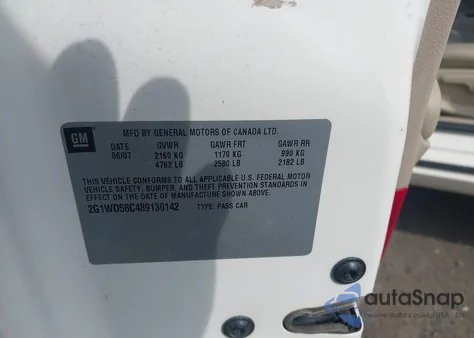 GM
MFD BY GENERAL MOTORS OF CANADA LTD.
DATE GVWR GAWR FRT GAWR RR
06/07 2160 KG 1170 KG 990 KG
4762 LB 2580 LB 2182 LB
THIS VEHICLE CONFORMS TO ALL APPLICABLE U.S. FEDERAL MOTOR
VEHICLE SAFETY, BUMPER, AND THEFT PREVENTION STANDARDS
IN EFFECT ON THE DATE OF MANUFACTURE SHOWN ABOVE.
2G1WD58C489130142 TYPE: PASS CAR
autoSnap